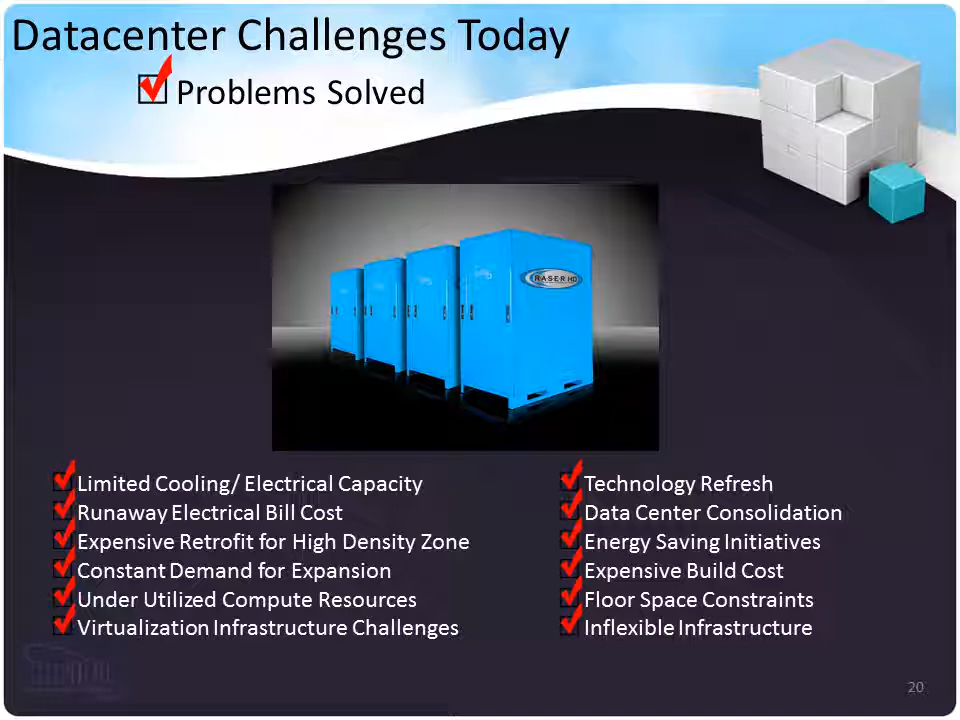 Datacenter Challenges Today
Problems Solved
RASER HD
Limited Cooling/ Electrical Capacity
Runaway Electrical Bill Cost
Expensive Retrofit for High Density Zone
Constant Demand for Expansion
Under Utilized Compute Resources
Virtualization Infrastructure Challenges
Technology Refresh
Data Center Consolidation
Energy Saving Initiatives
Expensive Build Cost
Floor Space Constraints
Inflexible Infrastructure
20